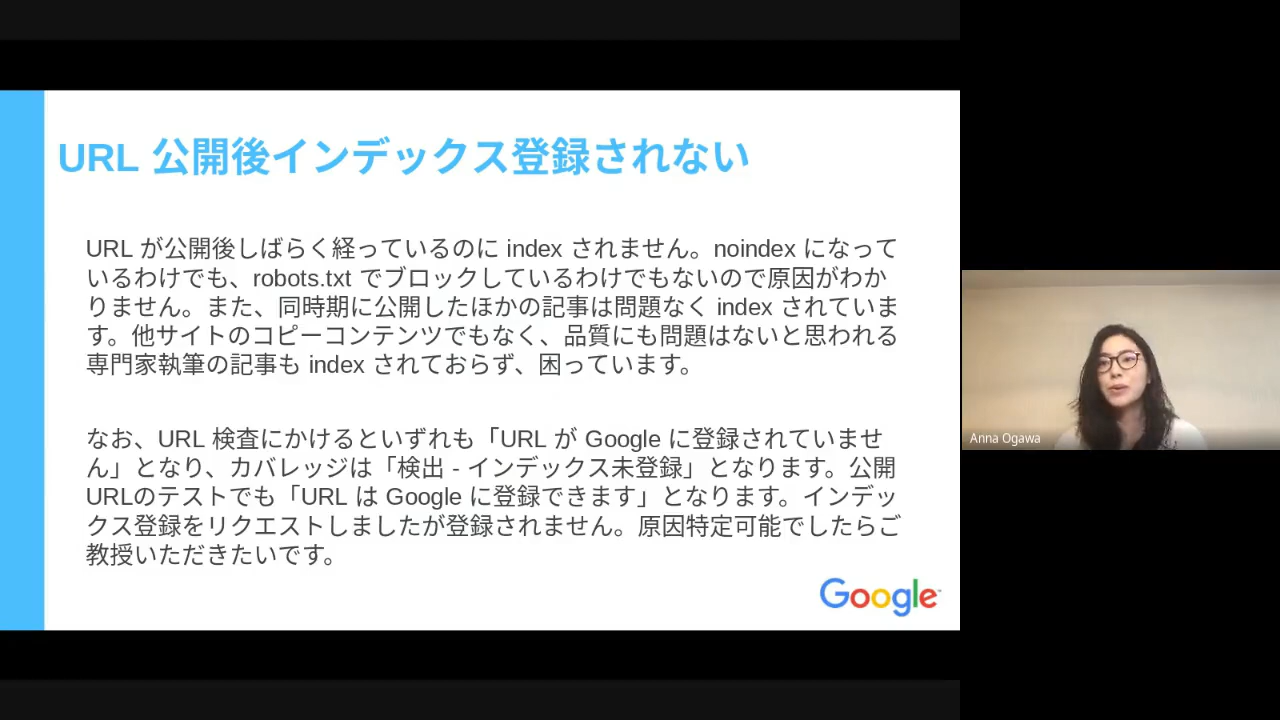 URL 公開後インデックス登録されない
URL が公開後しばらく経っているのに index されません。noindex になって
いるわけでも、robots.txt でブロックしているわけでもないので原因がわか
りません。また、同時期に公開したほかの記事は問題なく index されていま
す。他サイトのコピーコンテンツでもなく、品質にも問題はないと思われる
専門家執筆の記事も index されておらず、困っています。
なお、URL 検査にかけるといずれも「URL が Google に登録されていませ
ん」となり、カバレッジは「検出 - インデックス未登録」となります。公開
URLのテストでも「URL は Google に登録できます」となります。インデッ
クス登録をリクエストしましたが登録されません。原因特定可能でしたらご
教授いただきたいです。
Google
Anna Ogawa